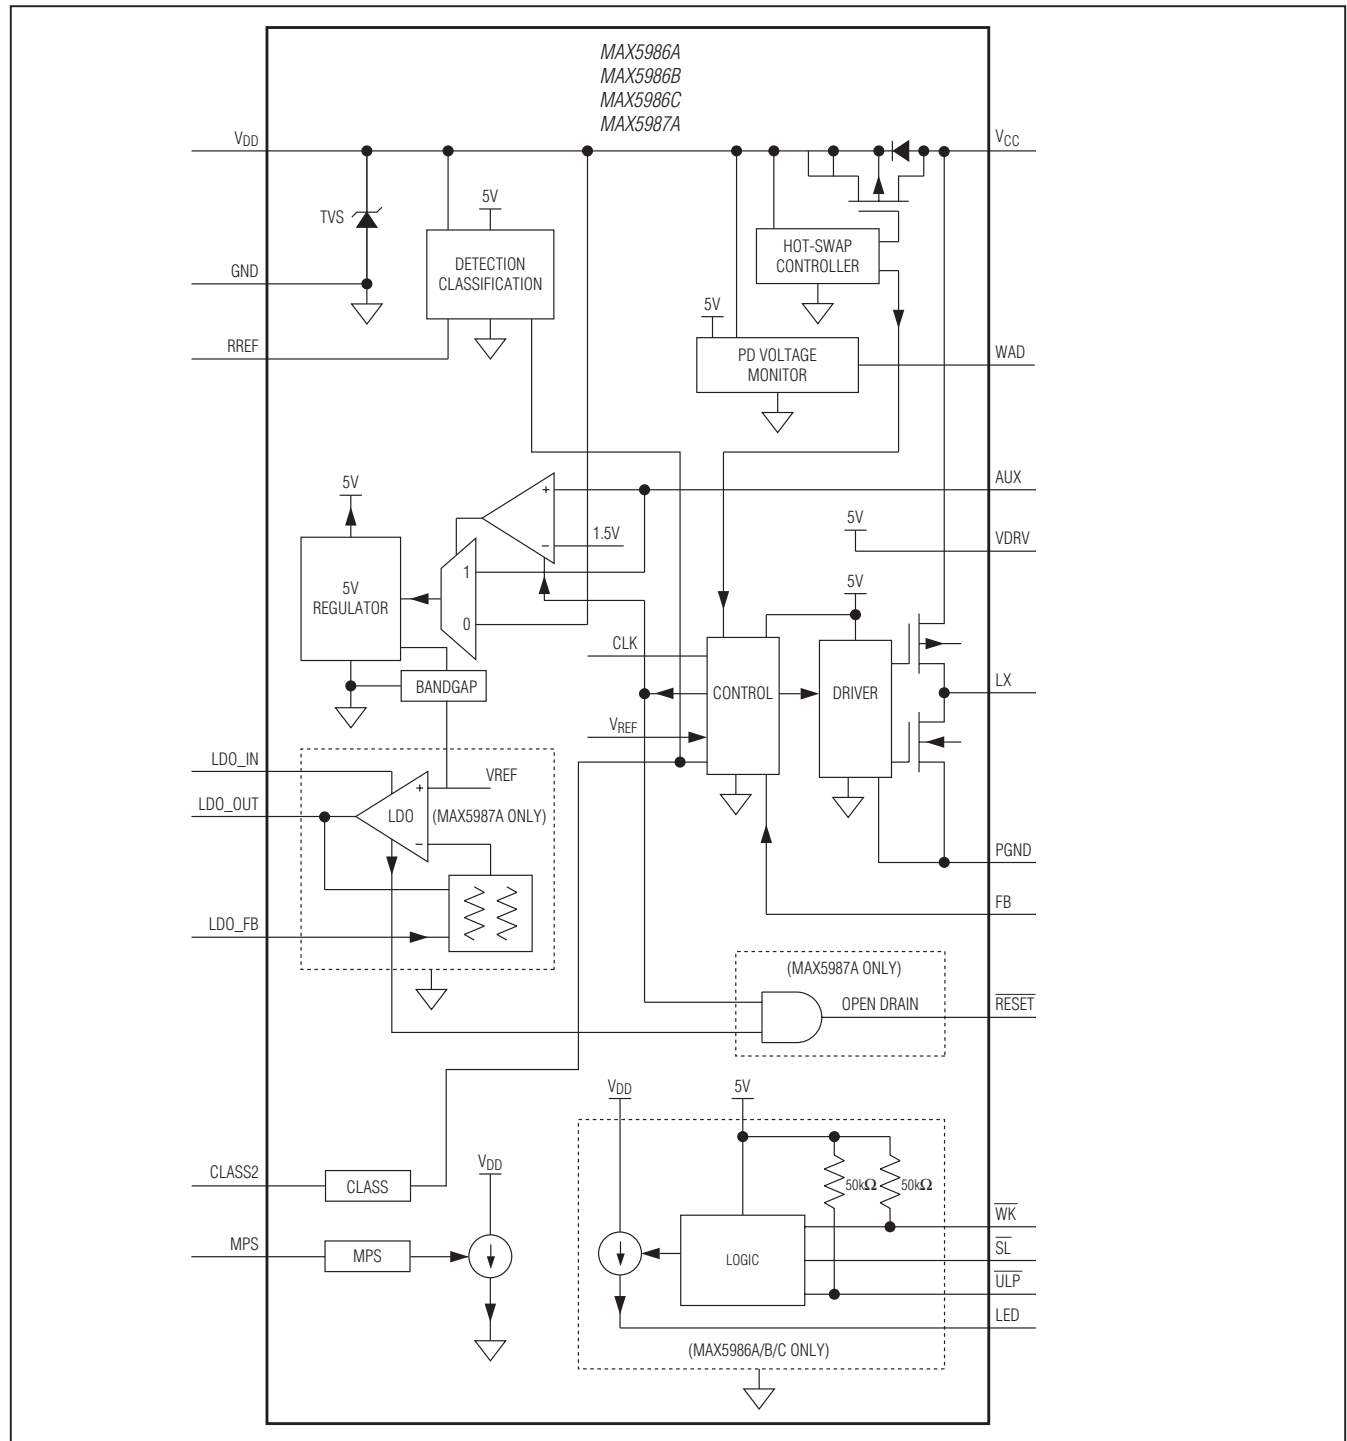 MAX5986A
MAX5986B
MAX5986C
MAX5987A
VDD
VCC
5V
TVS
DETECTION
CLASSIFICATION
HOT-SWAP
CONTROLLER
GND
5V
RREF
PD VOLTAGE
MONITOR
WAD
5V
+
AUX
1.5V
−
5V
VDRV
1
5V
REGULATOR
5V
0
CLK
BANDGAP
CONTROL
DRIVER
LX
VREF
LDO_IN
+
VREF
LDO_OUT
LDO
(MAX5987A ONLY)
−
PGND
FB
LDO_FB
(MAX5987A ONLY)
OPEN DRAIN
RESET
VDD
5V
CLASS2
CLASS
VDD
50kΩ
50kΩ
WK
MPS
MPS
LOGIC
SL
ULP
LED
(MAX5986A/B/C ONLY)